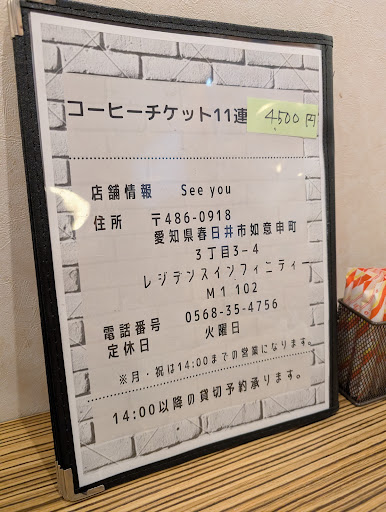 コーヒーチケット11連 4500円
店舗情報 See you
住所 〒486-0918
愛知県春日井市如意申町
3丁目3-4
レジデンスインフィニティー
M1 102
電話番号 0568-35-4756
定休日 火曜日
※月・祝は14:00までの営業になります。
14:00以降の貸切予約承ります。